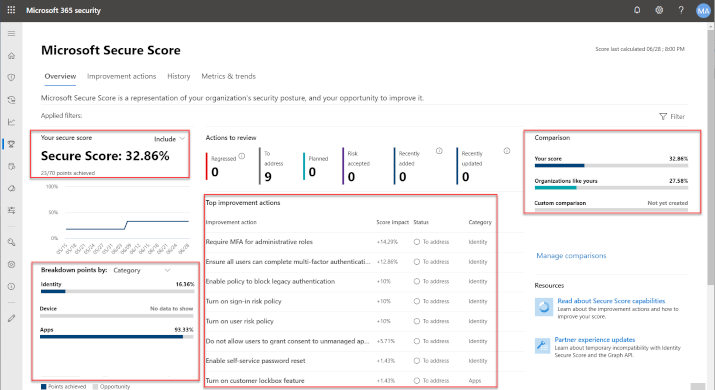 Microsoft 365 security
MA
Microsoft Secure Score
Score last calculated 06/28 ; 8:00 PM
Overview Improvement actions History Metrics & trends
Microsoft Secure Score is a representation of your organization's security posture, and your opportunity to improve it.
Applied filters:
Filter
Your secure score Include
Secure Score: 32.86%
23/70 points achieved
100%
50%
0%
Actions to review
Regressed
0
To address
9
Planned
0
Risk accepted
0
Recently added
0
Recently updated
0
Comparison
Your score 32.86%
Organizations like yours 27.58%
Custom comparison Not yet created
Manage comparisons
Breakdown points by: Category
Identity 16.36%
Device No data to show
Apps 93.33%
Points achieved Opportunity
Top improvement actions
Improvement action Score impact Status Category
Require MFA for administrative roles +14.29% To address Identity
Ensure all users can complete multi-factor authenticati... +12.86% To address Identity
Enable policy to block legacy authentication +10% To address Identity
Turn on sign-in risk policy +10% To address Identity
Turn on user risk policy +10% To address Identity
Do not allow users to grant consent to unmanaged ap... +5.71% To address Identity
Enable self-service password reset +1.43% To address Identity
Turn on customer lockbox feature +1.43% To address Apps
Resources
Read about Secure Score capabilities
Learn about the improvement actions and how to
improve your score.
Partner experience updates
Learn about temporary incompatibility with Identity
Secure Score and the Graph API.